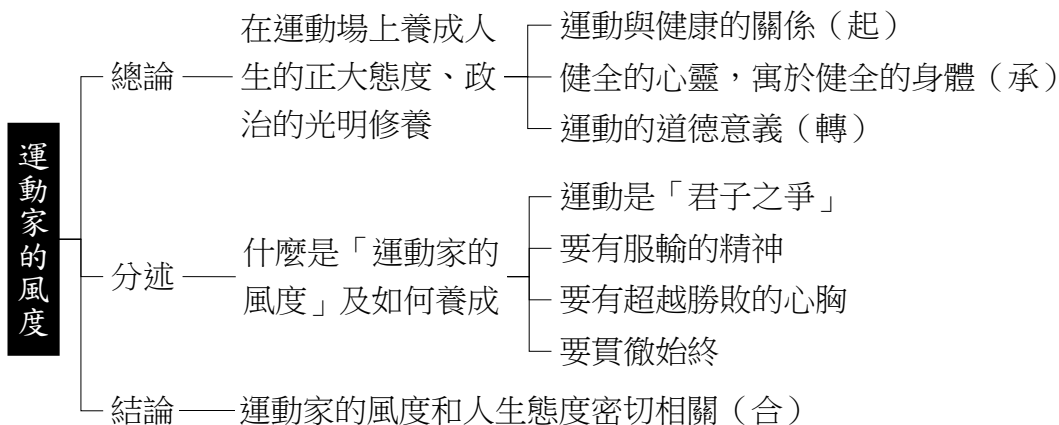 運動家的風度
總論
在運動場上養成人
生的正大態度、政
治的光明修養
運動與健康的關係（起）
健全的心靈，寓於健全的身體（承）
運動的道德意義（轉）
分述
什麼是「運動家的
風度」及如何養成
運動是「君子之爭」
要有服輸的精神
要有超越勝敗的心胸
要貫徹始終
結論
運動家的風度和人生態度密切相關（合）